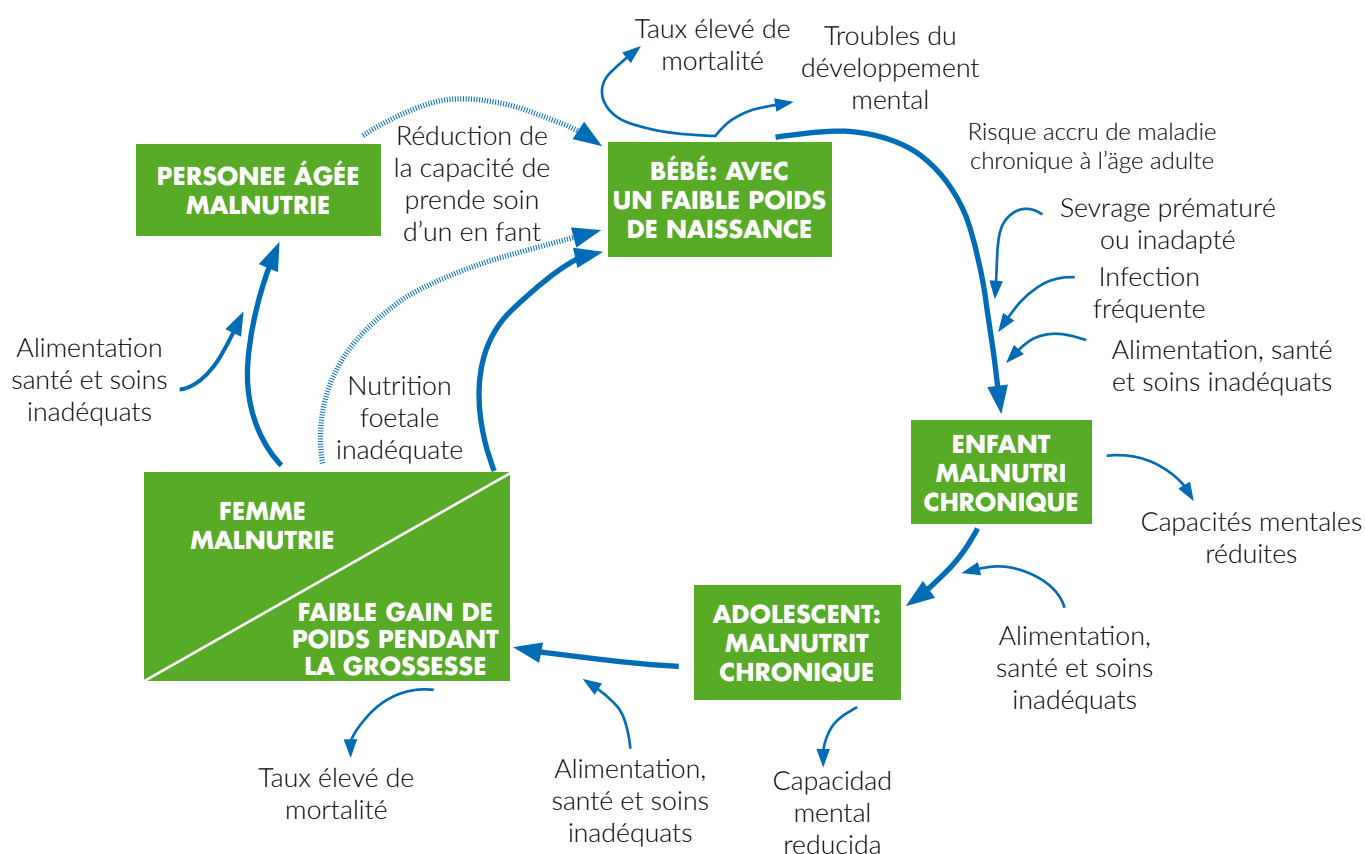 Taux élevé de
mortalité
Troubles du
développement
mental
Risque accru de maladie
chronique à l’äge adulte
Réduction de
la capacité de
prende soin
d’un en fant
PERSONEE ÁGÉE
MALNUTRIE
BÉBÉ: AVEC
UN FAIBLE POIDS
DE NAISSANCE
Sevrage prématuré
ou inadapté
Infection
fréquente
Alimentation, santé
et soins inadéquats
Alimentation
santé et soins
inadéquats
Nutrition
foetale
inadéquate
ENFANT
MALNUTRI
CHRONIQUE
Capacités mentales
réduites
FEMME
MALNUTRIE
FAIBLE GAIN DE
POIDS PENDANT
LA GROSSESSE
ADOLESCENT:
MALNUTRIT
CHRONIQUE
Alimentation,
santé et soins
inadéquats
Taux élevé de
mortalité
Alimentation,
santé et soins
inadéquats
Capacidad
mental
reducida